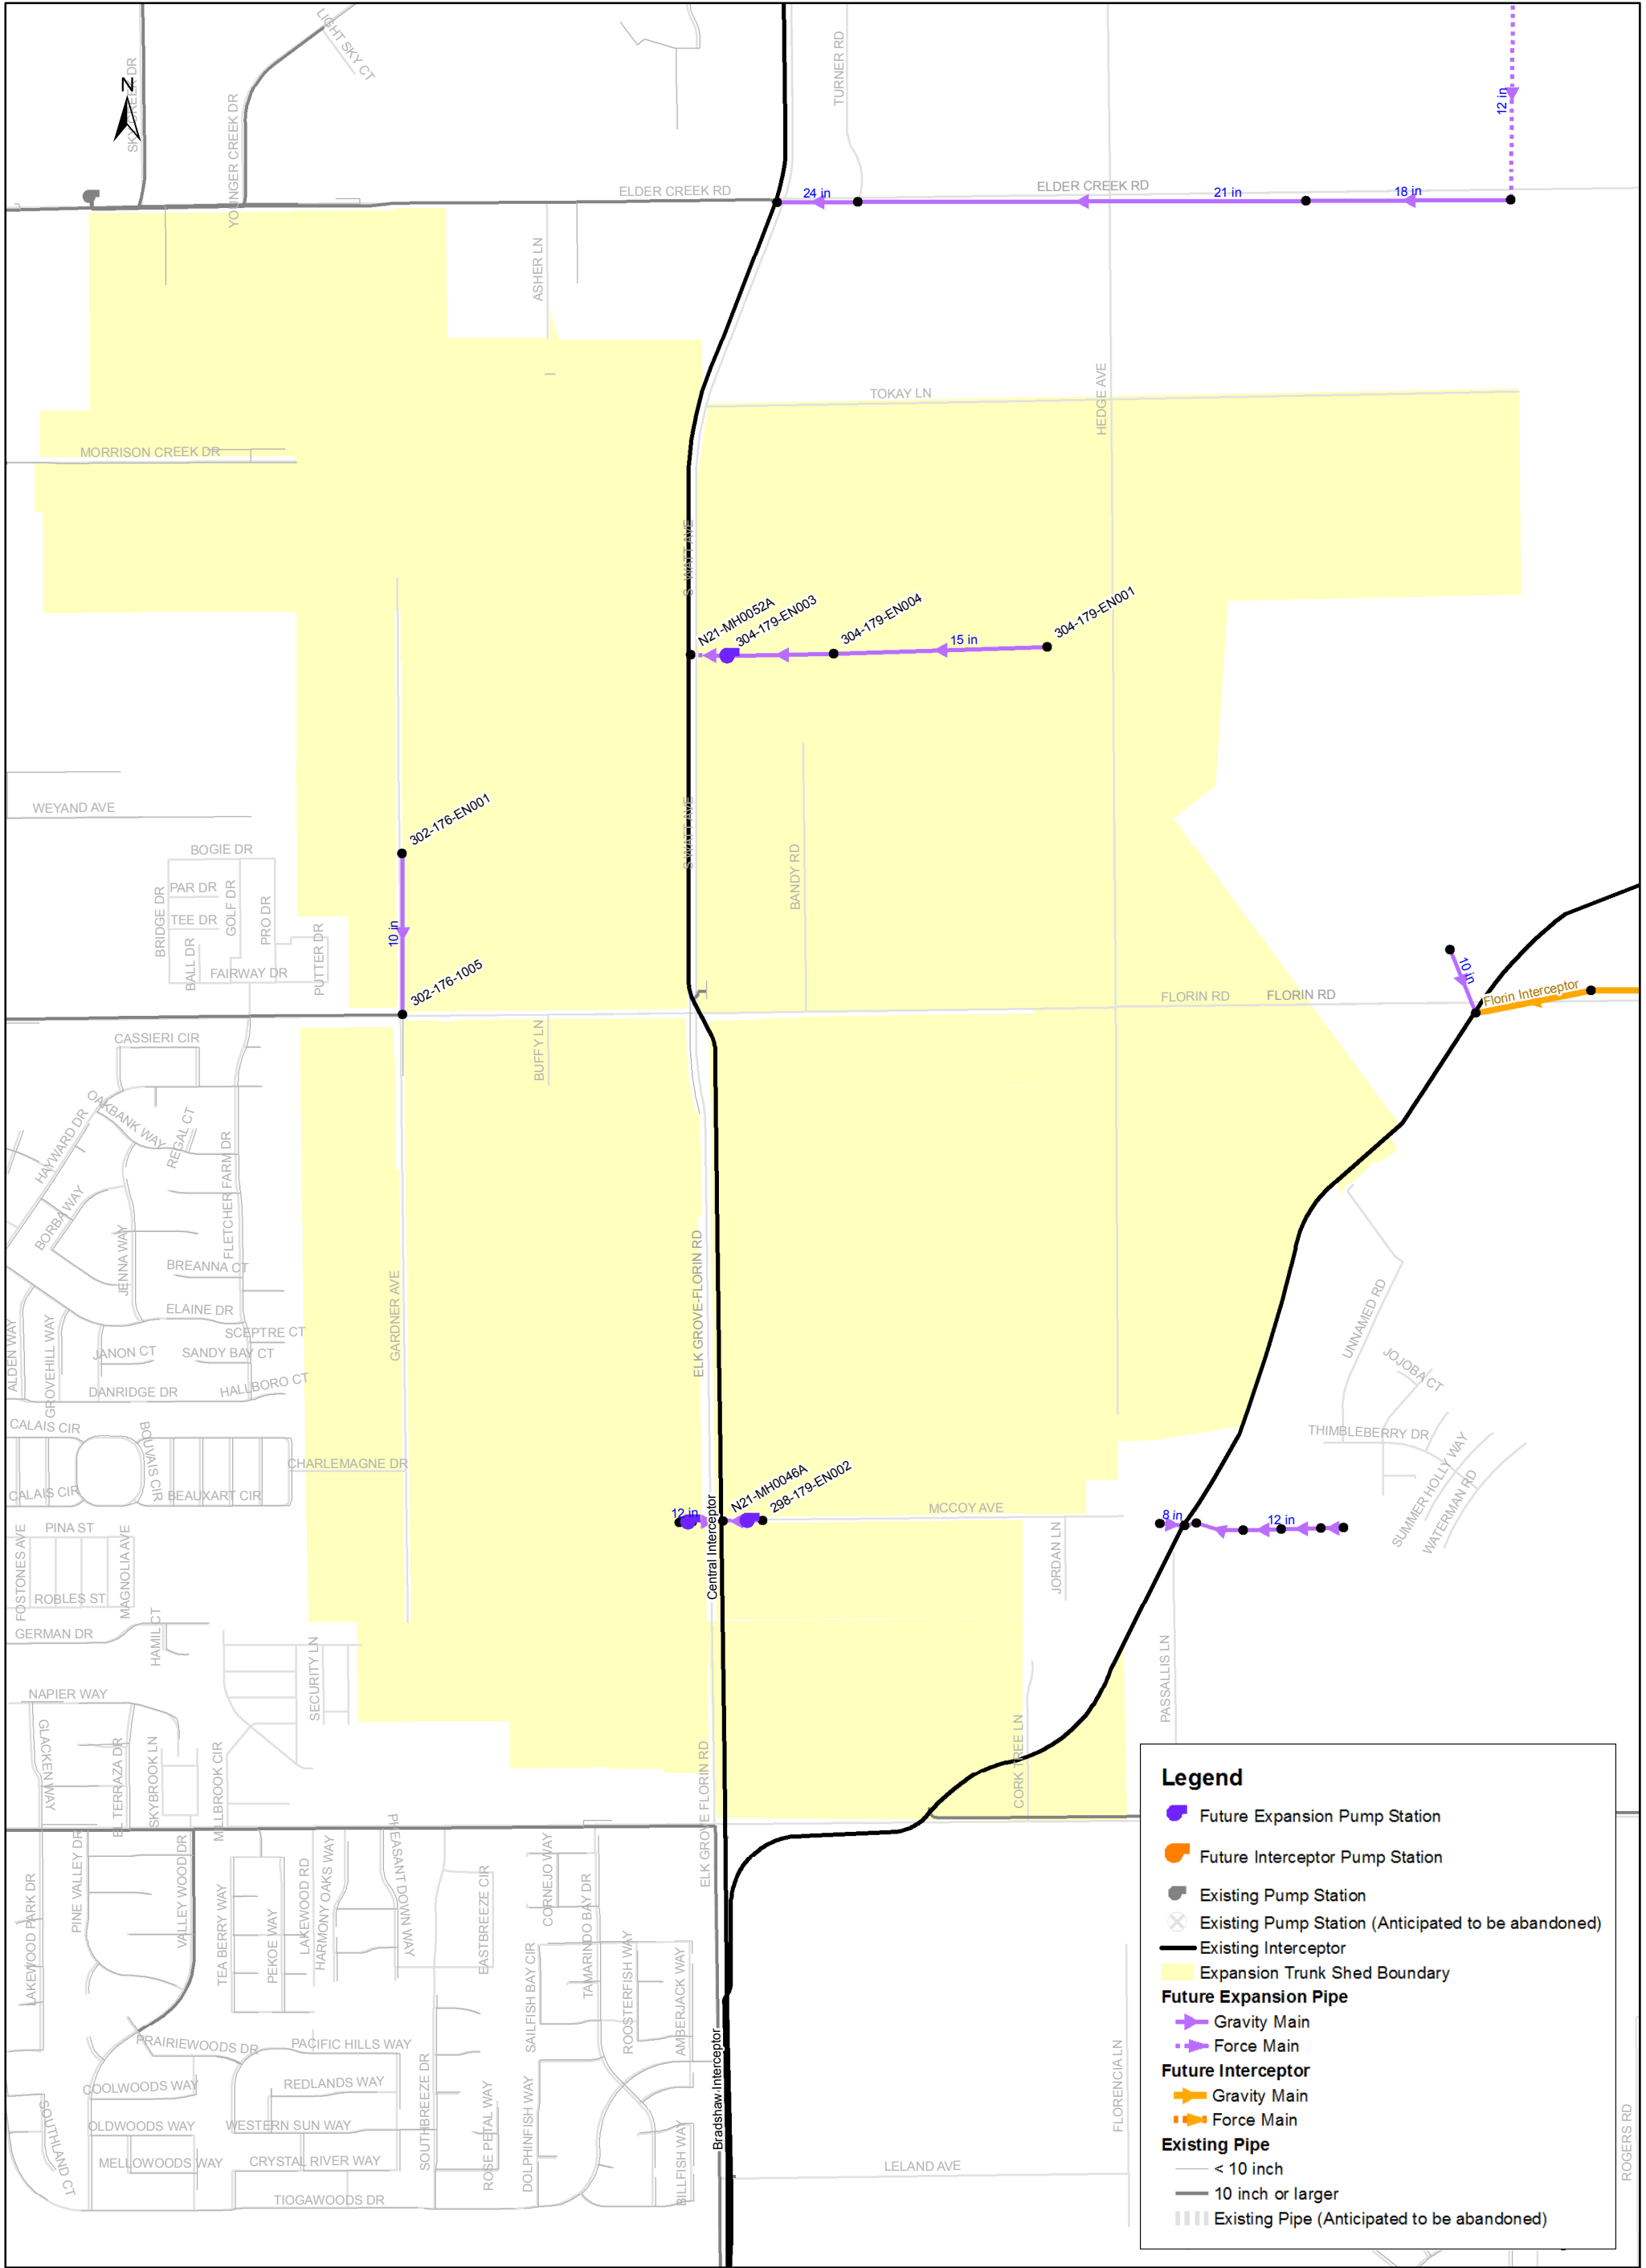 LIGHT SKY CT
TURNER RD
N
SKY CREEK DR
YOUNGER CREEK DR
12 in
ELDER CREEK RD
24 in
ELDER CREEK RD
21 in
18 in
ASHER LN
HEDGE AVE
TOKAY LN
MORRISON CREEK DR
S WATT AVE
N21-MH0052A
304-179-EN003
304-179-EN004
15 in
304-179-EN001
302-176-EN001
WEYAND AVE
S WATT AVE
BANDY RD
BOGIE DR
BRIDGE DR
PAR DR
GOLF DR
PRO DR
TEE DR
BALL DR
FAIRWAY DR
PUTTER DR
10 in
302-176-1005
10 in
Florin Interceptor
FLORIN RD
FLORIN RD
BUFFY LN
CASSIERI CIR
OAKBANK WAY
REGAL CT
HAYWARD DR
FLETCHER FARM DR
BORBA WAY
JENNA WAY
BREANNA CT
ELAINE DR
GARDNER AVE
ELK GROVE-FLORIN RD
SCEPTRE CT
ALDEN WAY
GROVEHILL WAY
JANON CT
SANDY BAY CT
DANRIDGE DR
HALLBORO CT
UNNAMED RD
JOJOBA CT
CALAIS CIR
BOUVAIS CIR
THIMBLEBERRY DR
CHARLEMAGNE DR
CALAIS CIR
BEAUXART CIR
SUMMER HOLLY WAY
WATERMAN RD
N21-MH0046A
298-179-EN002
12 in
MCCOY AVE
8 in
12 in
Central Interceptor
JORDAN LN
FOSTONES AVE
PINA ST
MAGNOLIA AVE
ROBLES ST
GERMAN DR
HAMIL CT
SECURITY LN
PASSALLIS LN
NAPIER WAY
GLACKEN WAY
EL TERRAZA DR
SKYBROOK LN
MILLBROOK CIR
ELK GROVE FLORIN RD
CORK TREE LN
LAKEWOOD PARK DR
PINE VALLEY DR
VALLEY WOOD DR
TEA BERRY WAY
PEKOE WAY
LAKEWOOD RD
HARMONY OAKS WAY
PHEASANT DOWN WAY
EASTBREEZE CIR
CORNEJO WAY
SAILFISH BAY CIR
TAMARINDO BAY DR
ROOSTERFISH WAY
AMBERJACK WAY
PRAIRIEWOODS DR
PACIFIC HILLS WAY
COOLWOODS WAY
REDLANDS WAY
SOUTHLAND CT
OLDWOODS WAY
WESTERN SUN WAY
SOUTHBREEZE DR
ROSE PETAL WAY
DOLPHINFISH WAY
BILLFISH WAY
Bradshaw Interceptor
MELLOWOODS WAY
CRYSTAL RIVER WAY
TIOGAWOODS DR
LELAND AVE
FLORENCIA LN
ROGERS RD
Legend
Future Expansion Pump Station
Future Interceptor Pump Station
Existing Pump Station
Existing Pump Station (Anticipated to be abandoned)
Existing Interceptor
Expansion Trunk Shed Boundary
Future Expansion Pipe
Gravity Main
Force Main
Future Interceptor
Gravity Main
Force Main
Existing Pipe
< 10 inch
10 inch or larger
Existing Pipe (Anticipated to be abandoned)